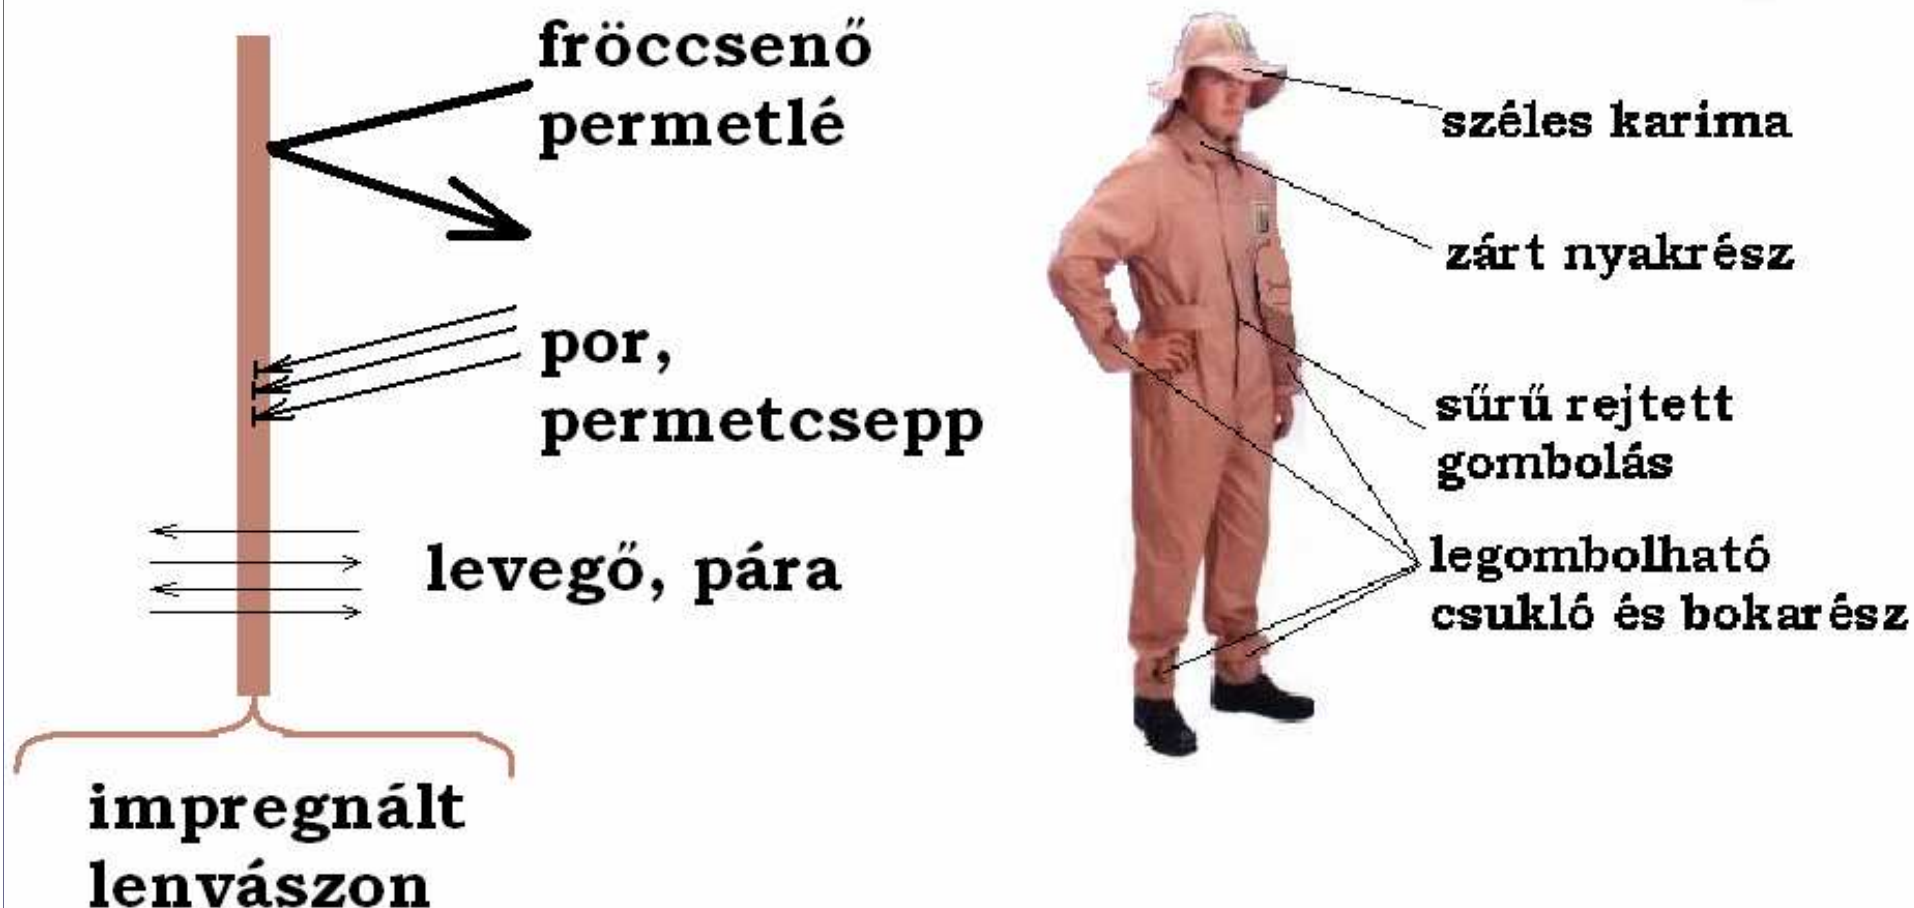 fröccsenő
permetlé
por,
permetcsepp
levegő, pára
impregnált
lenvászon
széles karima
zárt nyakrész
sűrű rejtett
gombolás
legombolható
csukló és bokarész